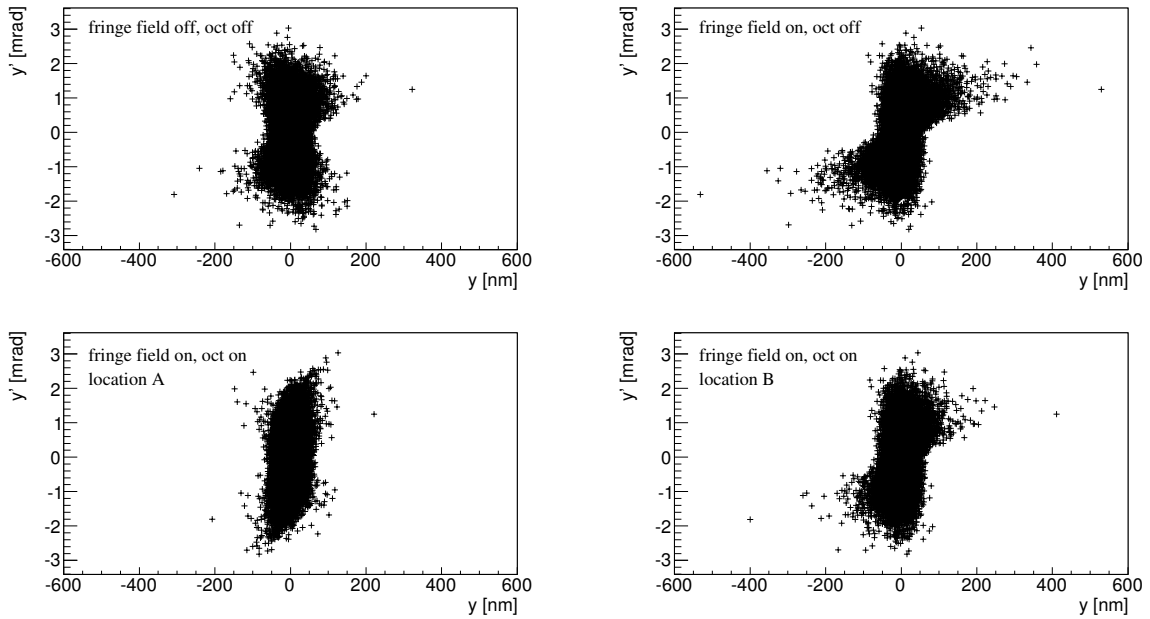 fringe field off, oct off
y' [mrad]
3
2
1
0
-1
-2
-3
-600 -400 -200 0 200 400 600
y [nm]
fringe field on, oct off
y' [mrad]
3
2
1
0
-1
-2
-3
-600 -400 -200 0 200 400 600
y [nm]
fringe field on, oct on
location A
y' [mrad]
3
2
1
0
-1
-2
-3
-600 -400 -200 0 200 400 600
y [nm]
fringe field on, oct on
location B
y' [mrad]
3
2
1
0
-1
-2
-3
-600 -400 -200 0 200 400 600
y [nm]